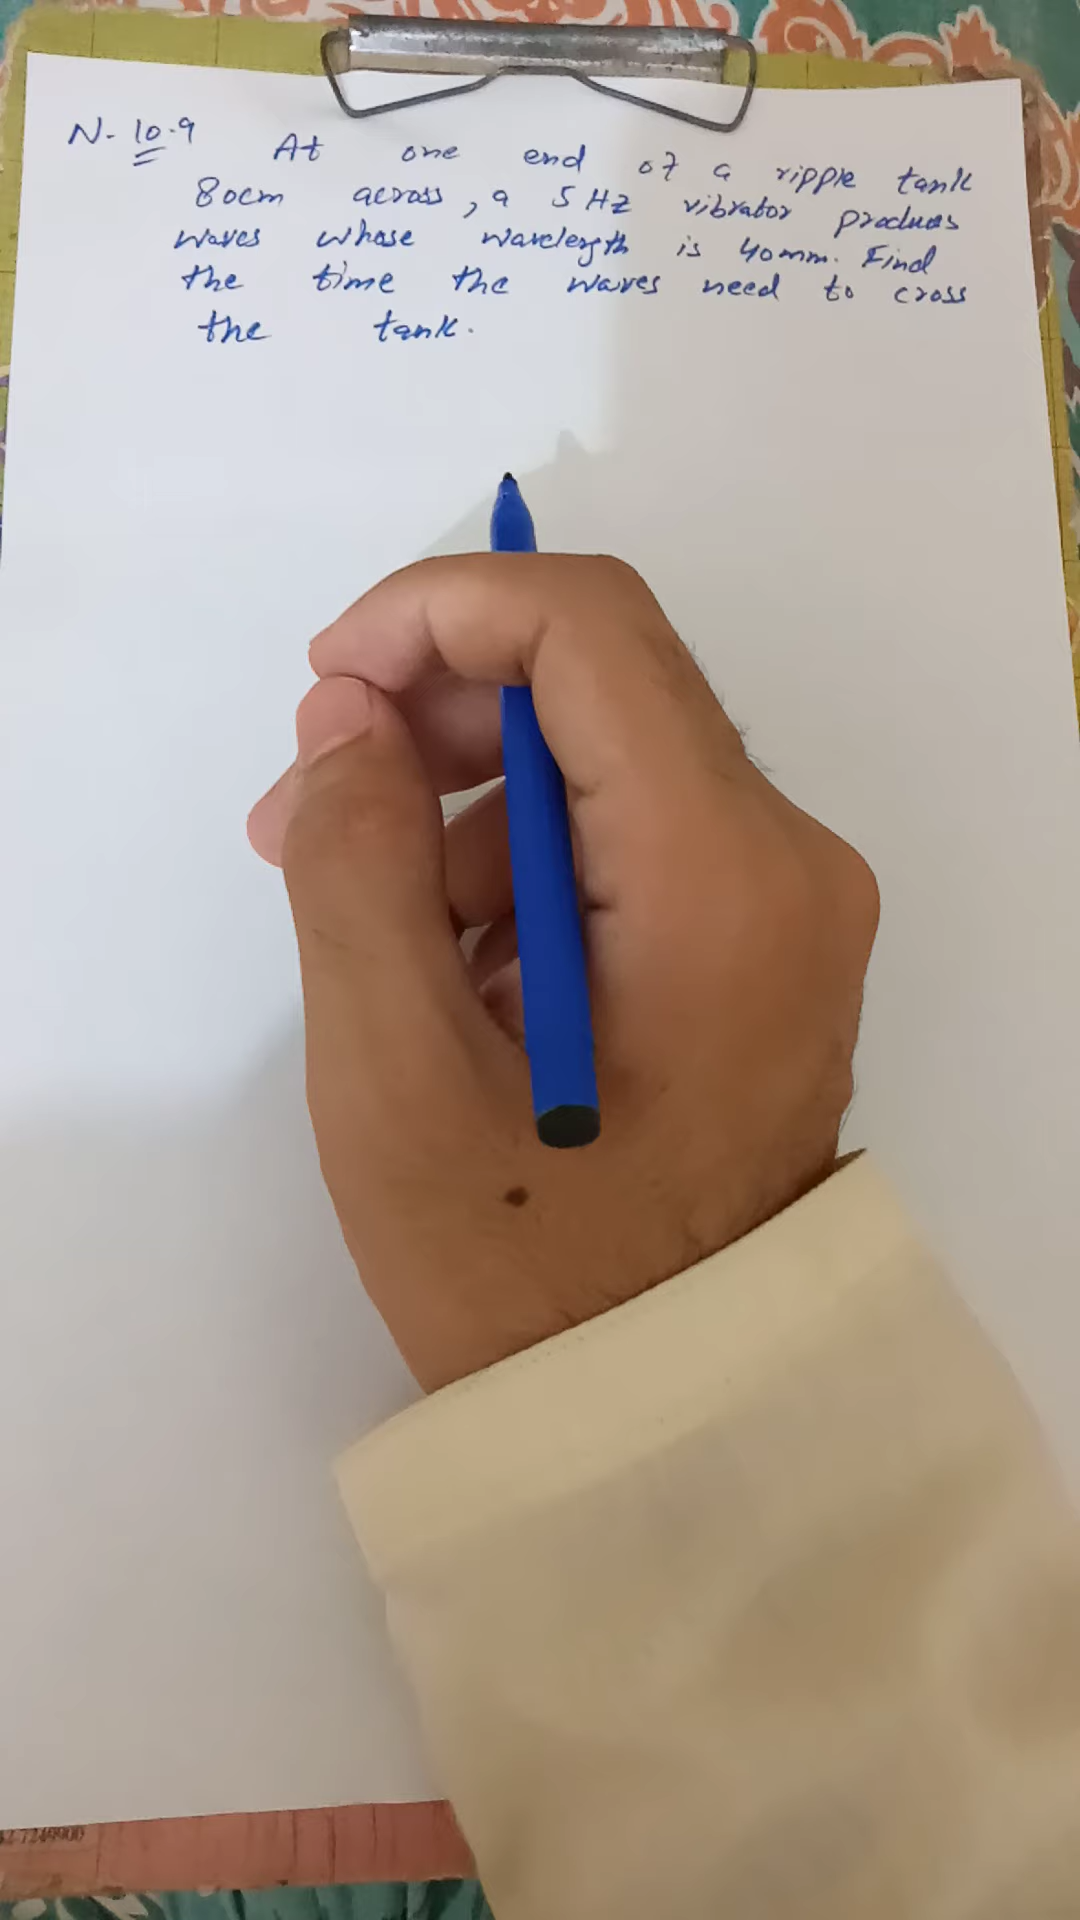 N- 10.9 At one end of a ripple tank
80cm across, a 5 Hz vibrator produces
waves whose wavelength is 40mm. Find
the time the waves need to cross
the tank.